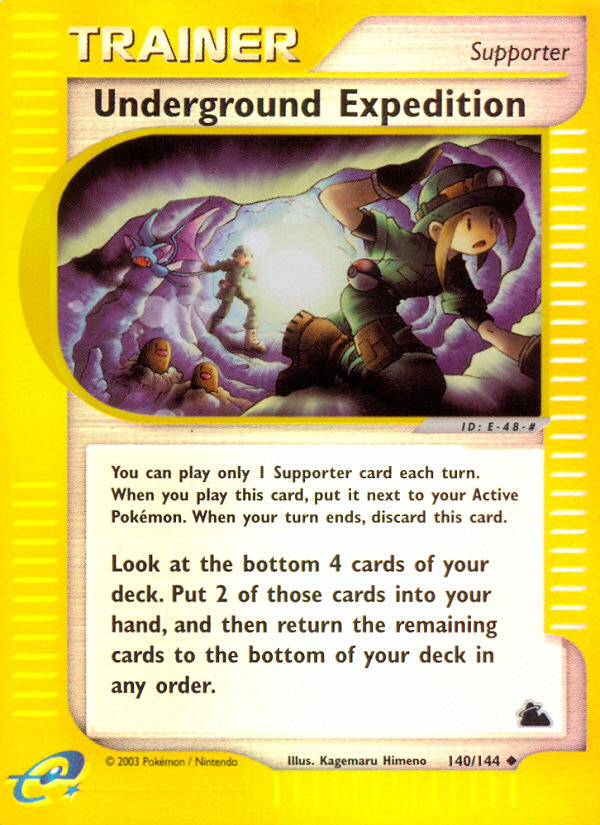 TRAINER
Supporter
Underground Expedition
ID: E-48-#
You can play only 1 Supporter card each turn.
When you play this card, put it next to your Active
Pokémon. When your turn ends, discard this card.
Look at the bottom 4 cards of your
deck. Put 2 of those cards into your
hand, and then return the remaining
cards to the bottom of your deck in
any order.
© 2003 Pokémon / Nintendo Illus. Kagemaru Himeno 140/144 ◆
e